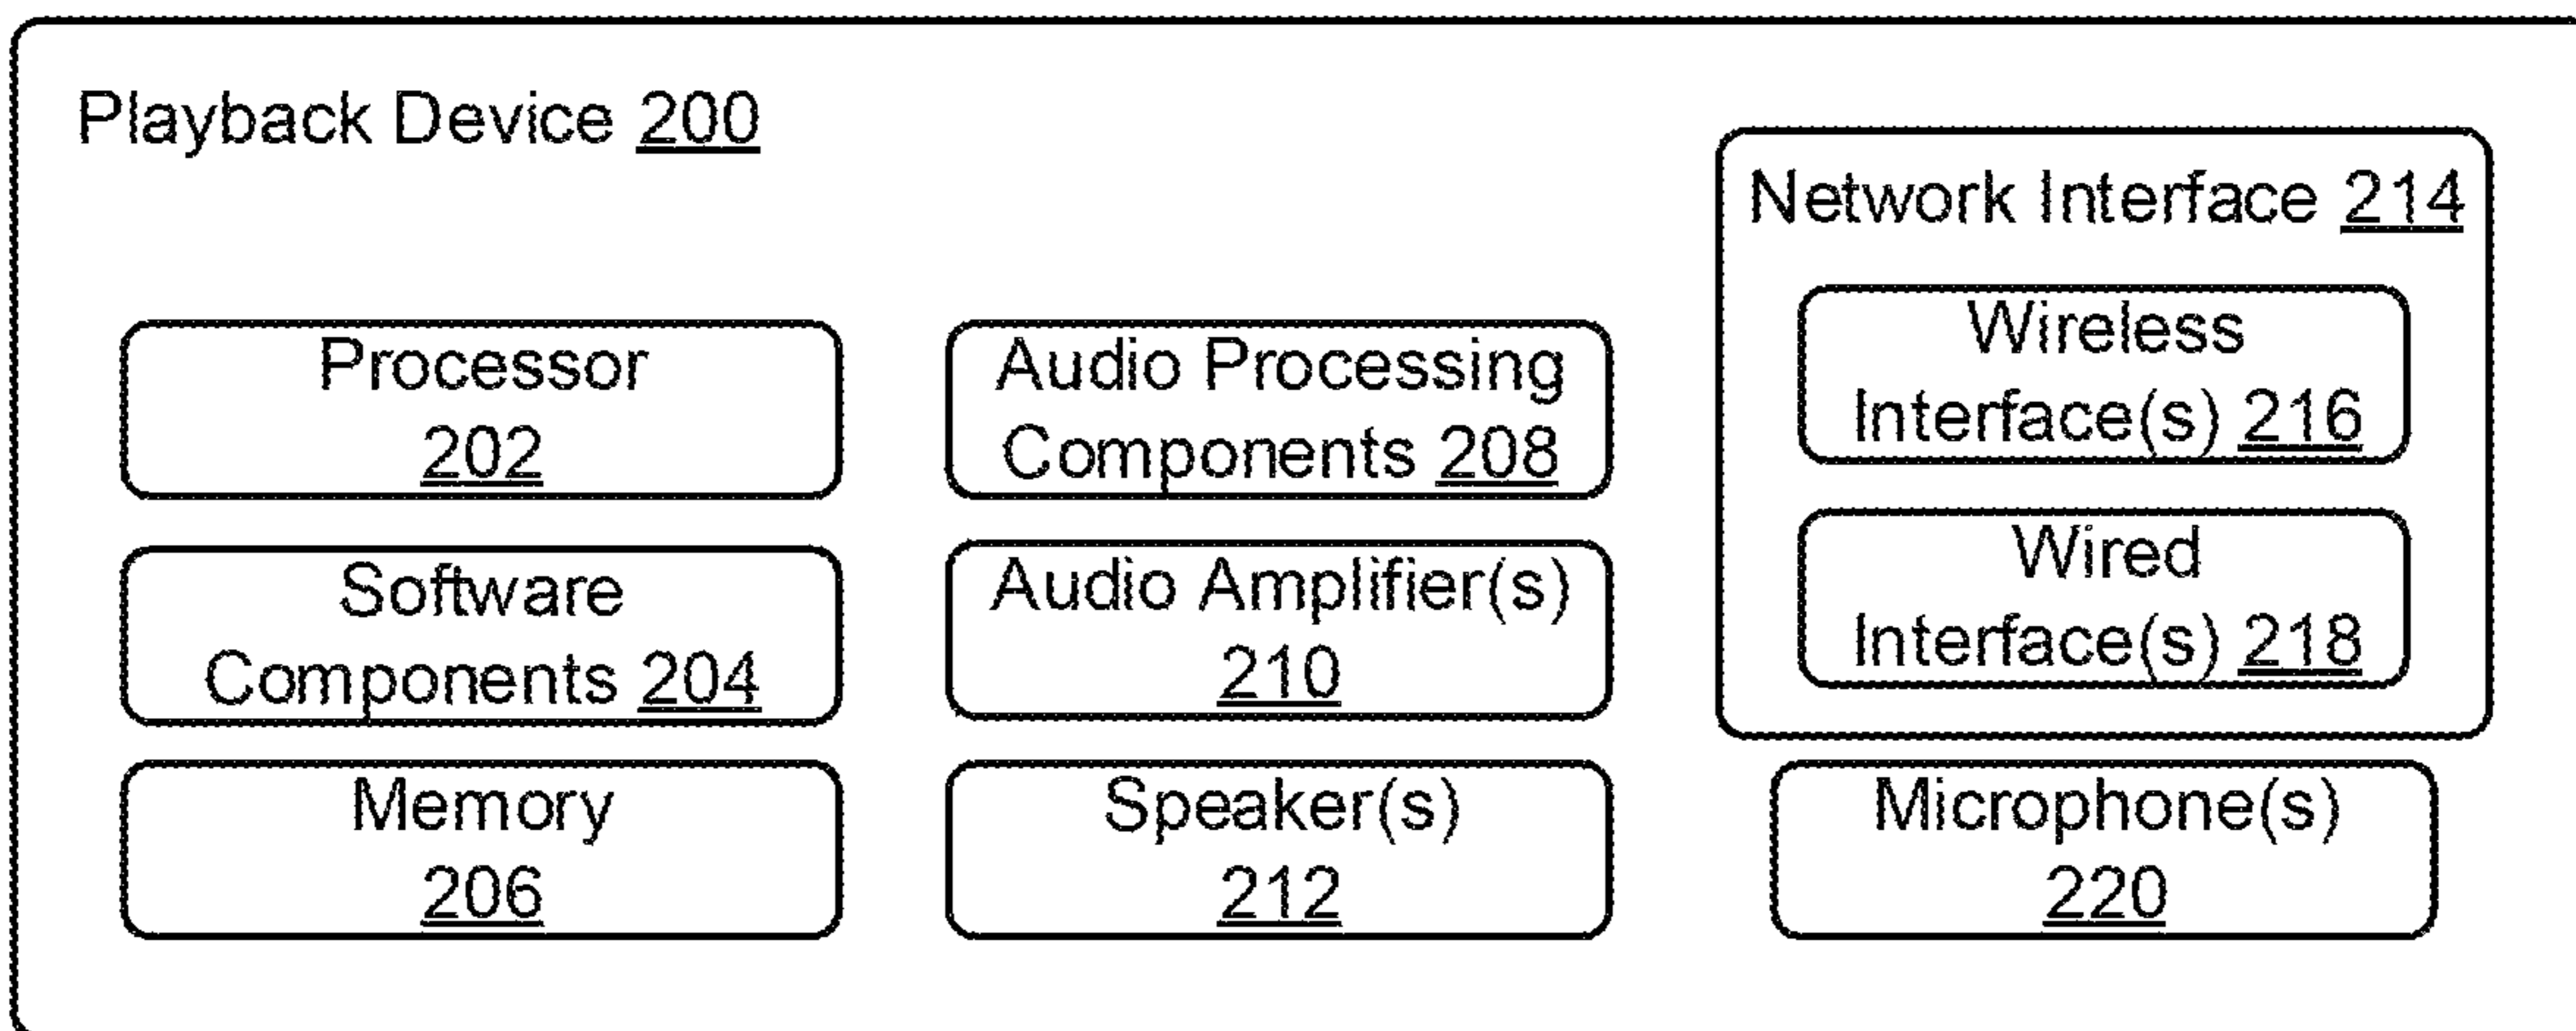 Playback Device 200
Processor
202
Software
Components 204
Memory
206
Audio Processing
Components 208
Audio Amplifier(s)
210
Speaker(s)
212
Network Interface 214
Wireless
Interface(s) 216
Wired
Interface(s) 218
Microphone(s)
220